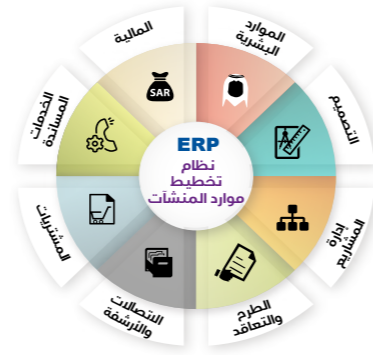 ERP
نظام
تخطيط
موارد المنشآت
الموارد
البشرية
التصميم
إدارة
المشاريع
الطرح
والتعاقد
الاتصالات
والأرشفة
المشتريات
الخدمات
المساندة
المالية
SAR